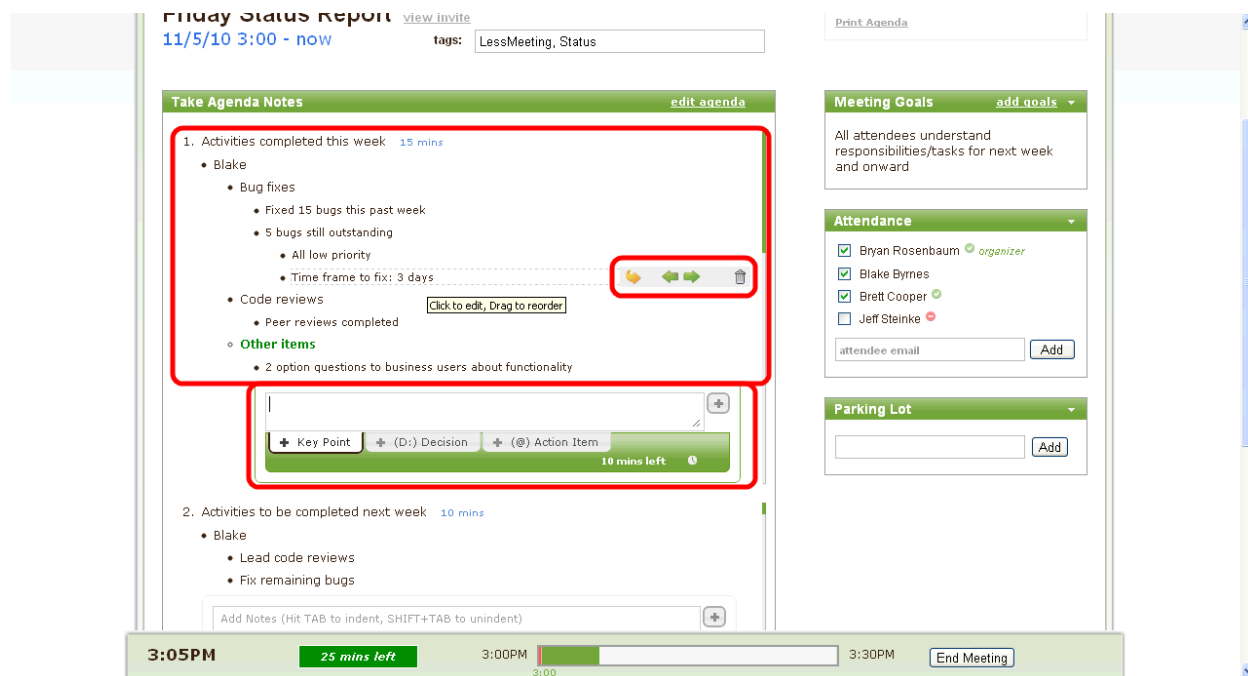 Friday Status Report view invite
11/5/10 3:00 - now
tags: LessMeeting, Status
Take Agenda Notes edit agenda
1. Activities completed this week 15 mins
• Blake
• Bug fixes
• Fixed 15 bugs this past week
• 5 bugs still outstanding
• All low priority
• Time frame to fix: 3 days
• Code reviews
Click to edit, Drag to reorder
• Peer reviews completed
◦ Other items
• 2 option questions to business users about functionality
+ Key Point + (D:) Decision + (@) Action Item
10 mins left
2. Activities to be completed next week 10 mins
• Blake
• Lead code reviews
• Fix remaining bugs
Add Notes (Hit TAB to indent, SHIFT+TAB to unindent)
Print Agenda
Meeting Goals add goals
All attendees understand
responsibilities/tasks for next week
and onward
Attendance
Bryan Rosenbaum organizer
Blake Byrnes
Brett Cooper
Jeff Steinke
attendee email Add
Parking Lot
Add
3:05PM 25 mins left 3:00PM 3:30PM End Meeting
3:00